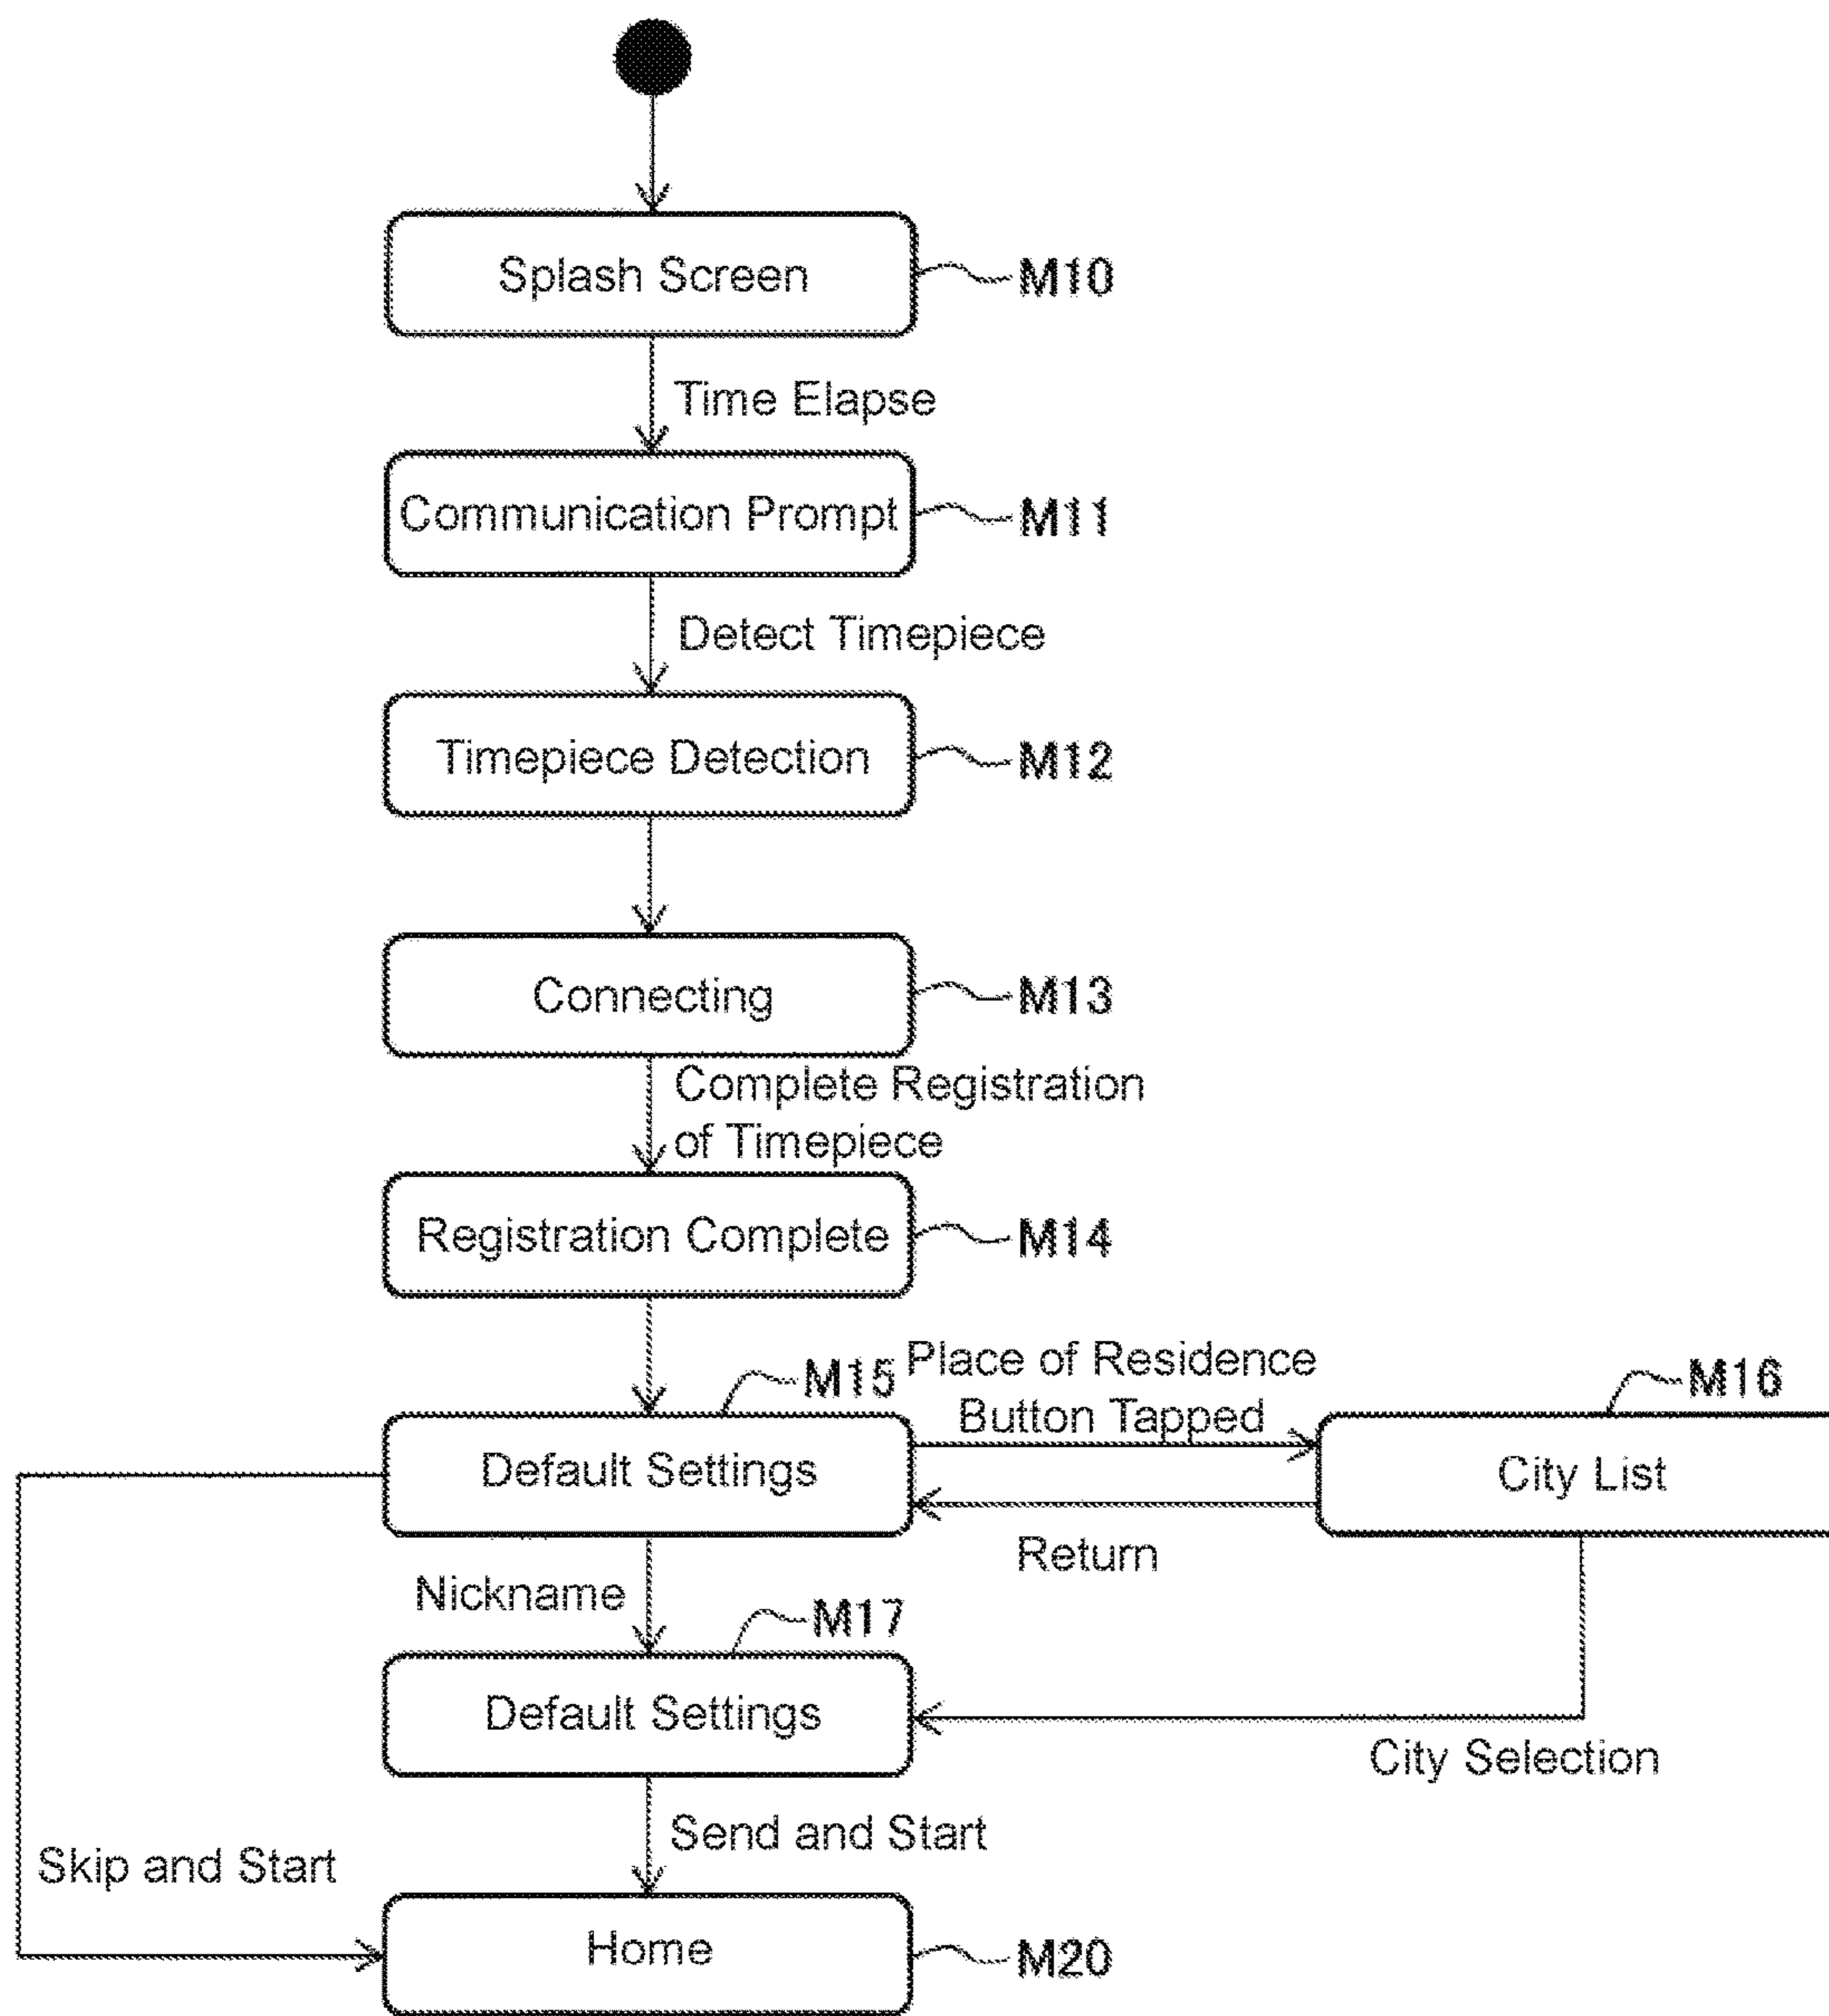 Splash Screen
M10
Time Elapse
Communication Prompt
M11
Detect Timepiece
Timepiece Detection
M12
Connecting
M13
Complete Registration
of Timepiece
Registration Complete
M14
M15
Place of Residence
Button Tapped
M16
Default Settings
City List
Return
Nickname
M17
Default Settings
City Selection
Send and Start
Skip and Start
Home
M20